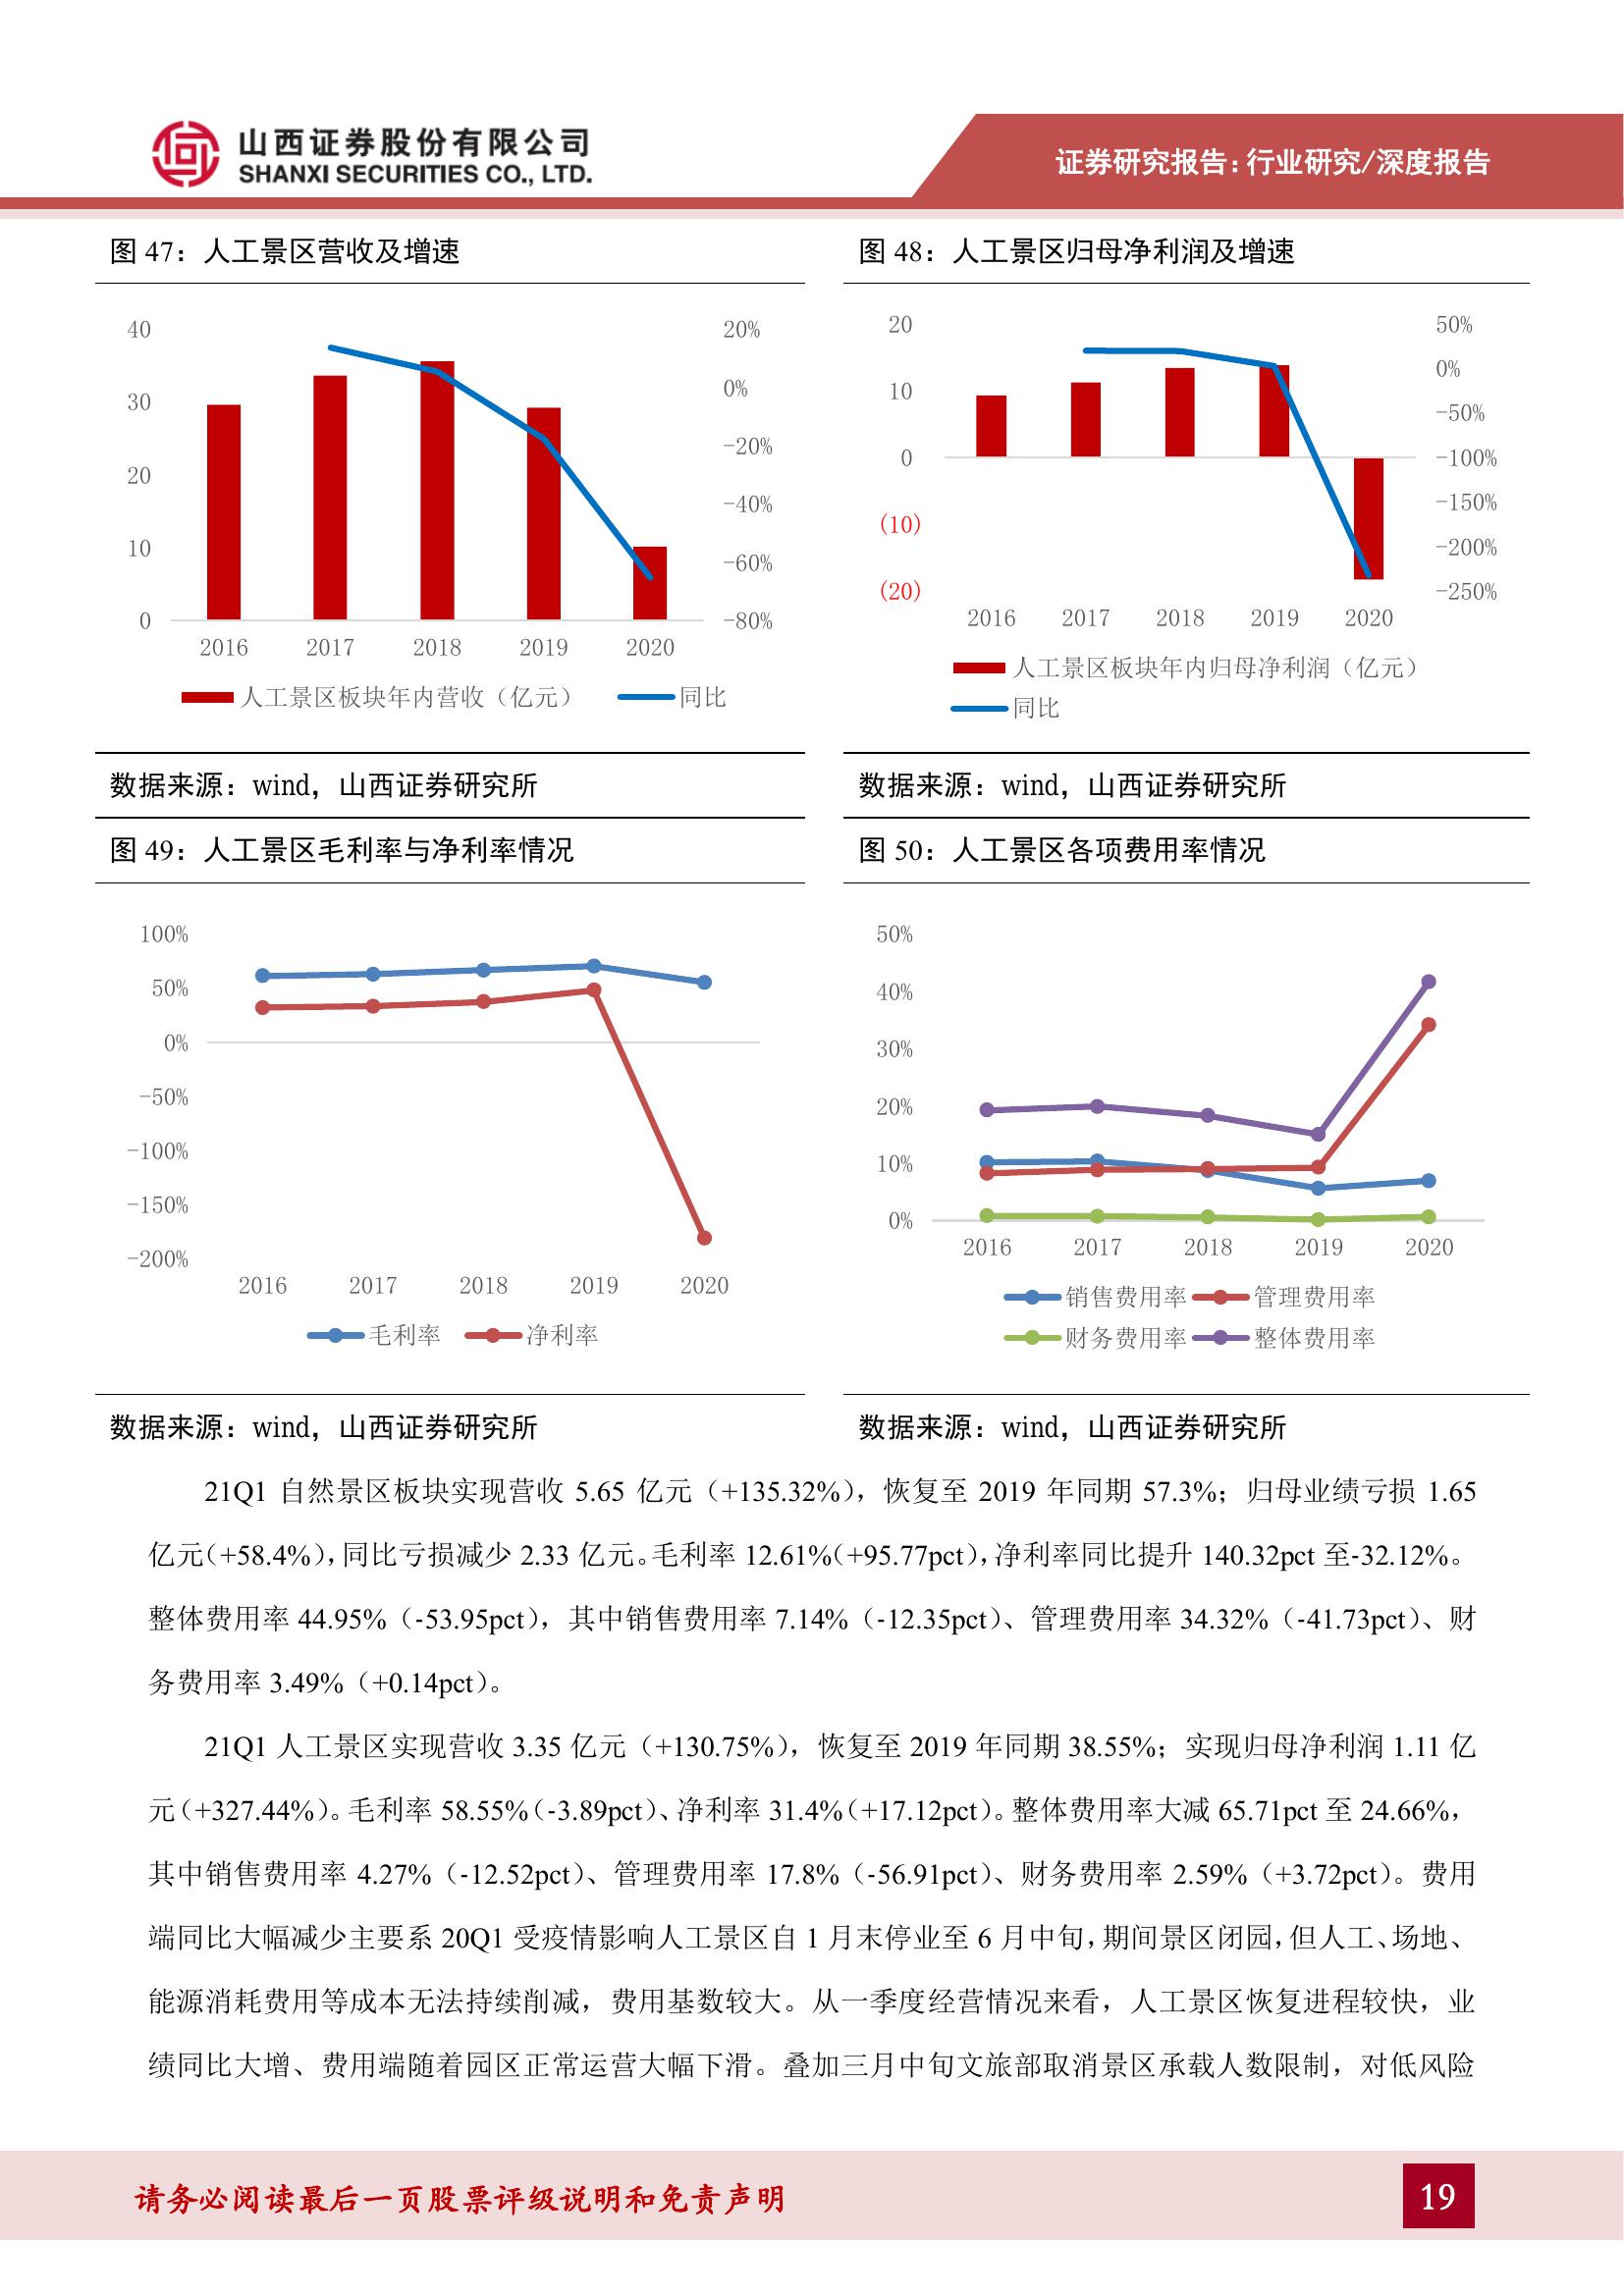 山西证券股份有限公司
SHANXI SECURITIES CO., LTD.
证券研究报告：行业研究/深度报告
图 47：人工景区营收及增速
40
30
20
10
0
20%
0%
-20%
-40%
-60%
-80%
2016 2017 2018 2019 2020
人工景区板块年内营收（亿元） 同比
数据来源：wind，山西证券研究所
图 48：人工景区归母净利润及增速
20
10
0
(10)
(20)
50%
0%
-50%
-100%
-150%
-200%
-250%
2016 2017 2018 2019 2020
人工景区板块年内归母净利润（亿元）
同比
数据来源：wind，山西证券研究所
图 49：人工景区毛利率与净利率情况
100%
50%
0%
-50%
-100%
-150%
-200%
2016 2017 2018 2019 2020
毛利率 净利率
数据来源：wind，山西证券研究所
图 50：人工景区各项费用率情况
50%
40%
30%
20%
10%
0%
2016 2017 2018 2019 2020
销售费用率 管理费用率
财务费用率 整体费用率
数据来源：wind，山西证券研究所
21Q1 自然景区板块实现营收 5.65 亿元（+135.32%），恢复至 2019 年同期 57.3%；归母业绩亏损 1.65
亿元（+58.4%），同比亏损减少 2.33 亿元。毛利率 12.61%（+95.77pct），净利率同比提升 140.32pct 至-32.12%。
整体费用率 44.95%（-53.95pct），其中销售费用率 7.14%（-12.35pct）、管理费用率 34.32%（-41.73pct）、财
务费用率 3.49%（+0.14pct）。
21Q1 人工景区实现营收 3.35 亿元（+130.75%），恢复至 2019 年同期 38.55%；实现归母净利润 1.11 亿
元（+327.44%）。毛利率 58.55%（-3.89pct）、净利率 31.4%（+17.12pct）。整体费用率大减 65.71pct 至 24.66%，
其中销售费用率 4.27%（-12.52pct）、管理费用率 17.8%（-56.91pct）、财务费用率 2.59%（+3.72pct）。费用
端同比大幅减少主要系 20Q1 受疫情影响人工景区自 1 月末停业至 6 月中旬，期间景区闭园，但人工、场地、
能源消耗费用等成本无法持续削减，费用基数较大。从一季度经营情况来看，人工景区恢复进程较快，业
绩同比大增、费用端随着园区正常运营大幅下滑。叠加三月中旬文旅部取消景区承载人数限制，对低风险
请务必阅读最后一页股票评级说明和免责声明
19